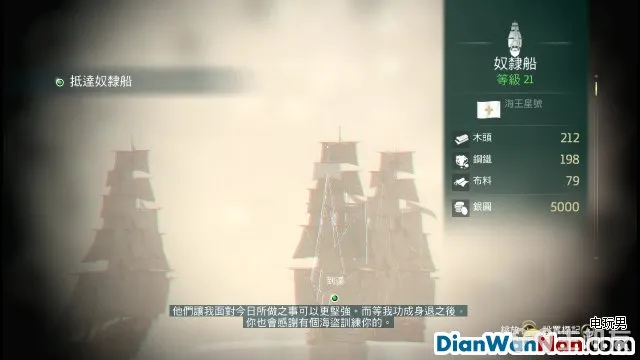 抵達奴隸船
奴隸船
等級 21
海王星號
木頭 212
鋼鐵 198
布料 79
銀圓 5000
到達
他們讓我面對今日所做之事可以更堅強，而等我功成身退之後，
你也會感謝有個海盜訓練你的。
电玩男
DianWanNan.com